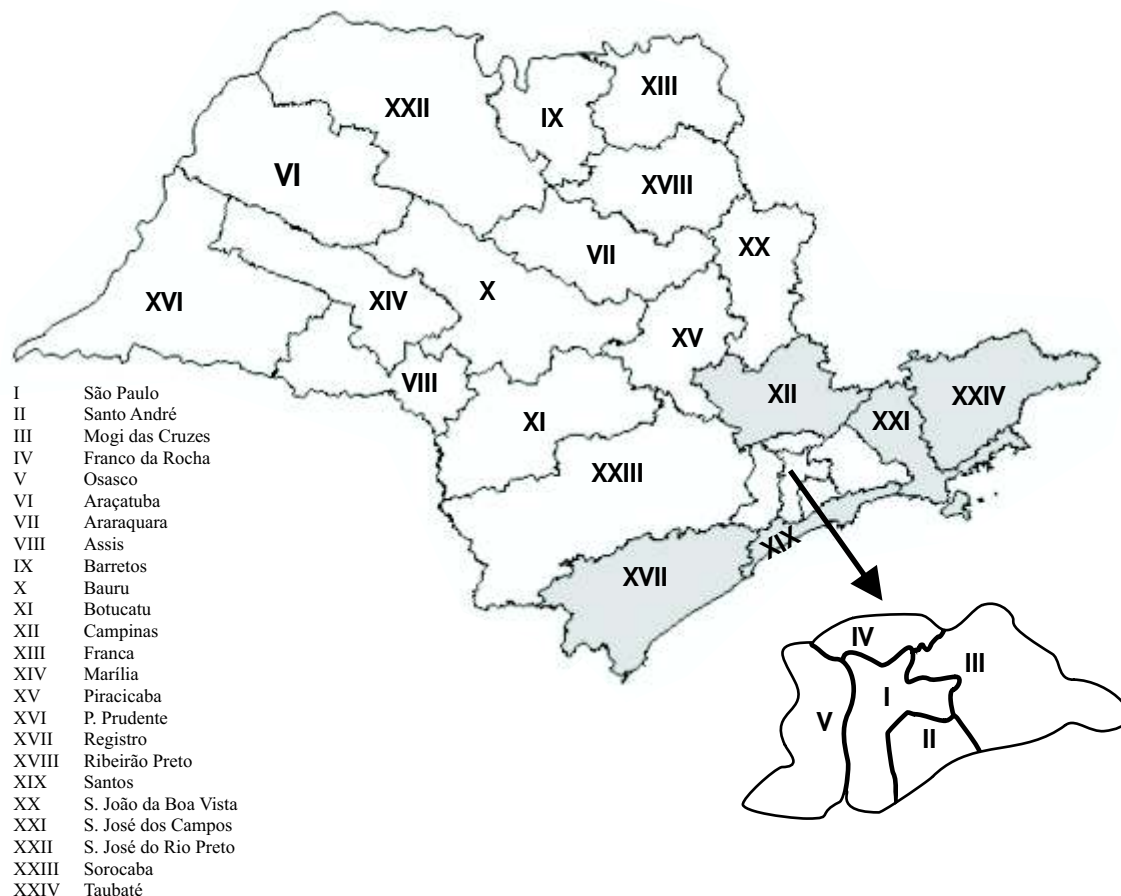 XIII
XXII
IX
VI
XVIII
XX
VII
XVI
XIV
X
XV
VIII
XII
XXIV
XXI
XI
XXIII
XIX
XVII
I São Paulo
II Santo André
III Mogi das Cruzes
IV Franco da Rocha
V Osasco
VI Araçatuba
VII Araraquara
VIII Assis
IX Barretos
X Bauru
XI Botucatu
XII Campinas
XIII Franca
XIV Marília
XV Piracicaba
XVI P. Prudente
XVII Registro
XVIII Ribeirão Preto
XIX Santos
XX S. João da Boa Vista
XXI S. José dos Campos
XXII S. José do Rio Preto
XXIII Sorocaba
XXIV Taubaté
IV
III
I
V
II